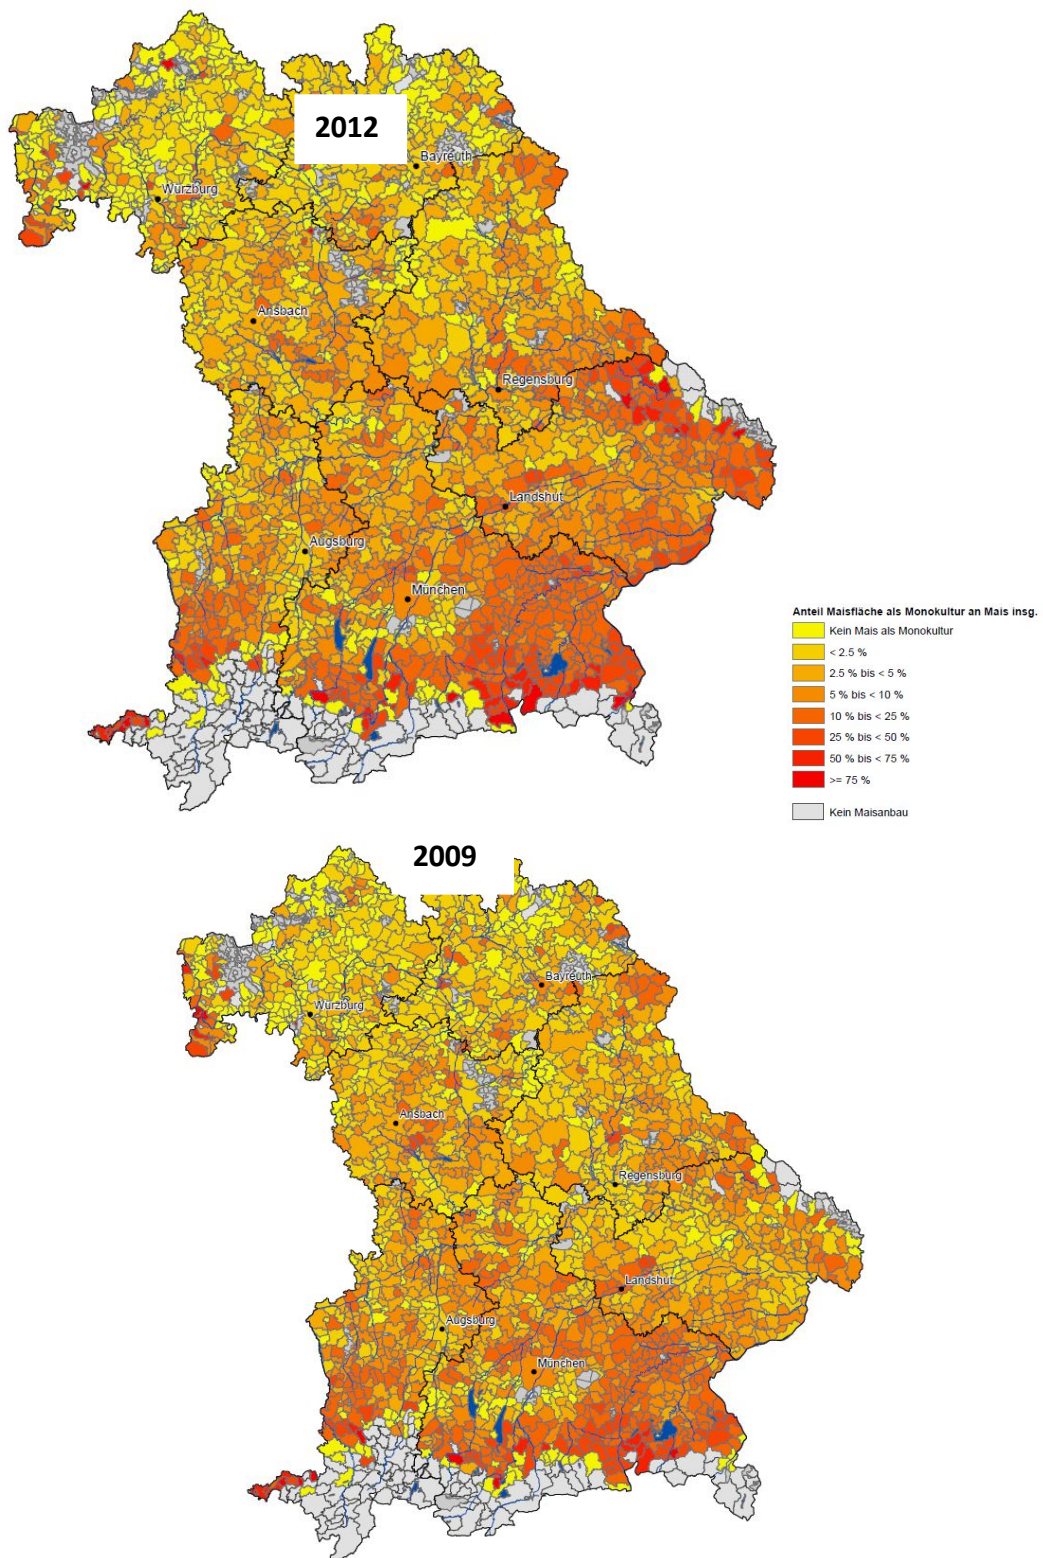 2012
Bayreuth
Würzburg
Ansbach
Regensburg
Landshut
Augsburg
München
Anteil Maisfläche als Monokultur an Mais insg.
Kein Mais als Monokultur
< 2.5 %
2.5 % bis < 5 %
5 % bis < 10 %
10 % bis < 25 %
25 % bis < 50 %
50 % bis < 75 %
>= 75 %
Kein Maisanbau
2009
Bayreuth
Würzburg
Ansbach
Regensburg
Landshut
Augsburg
München